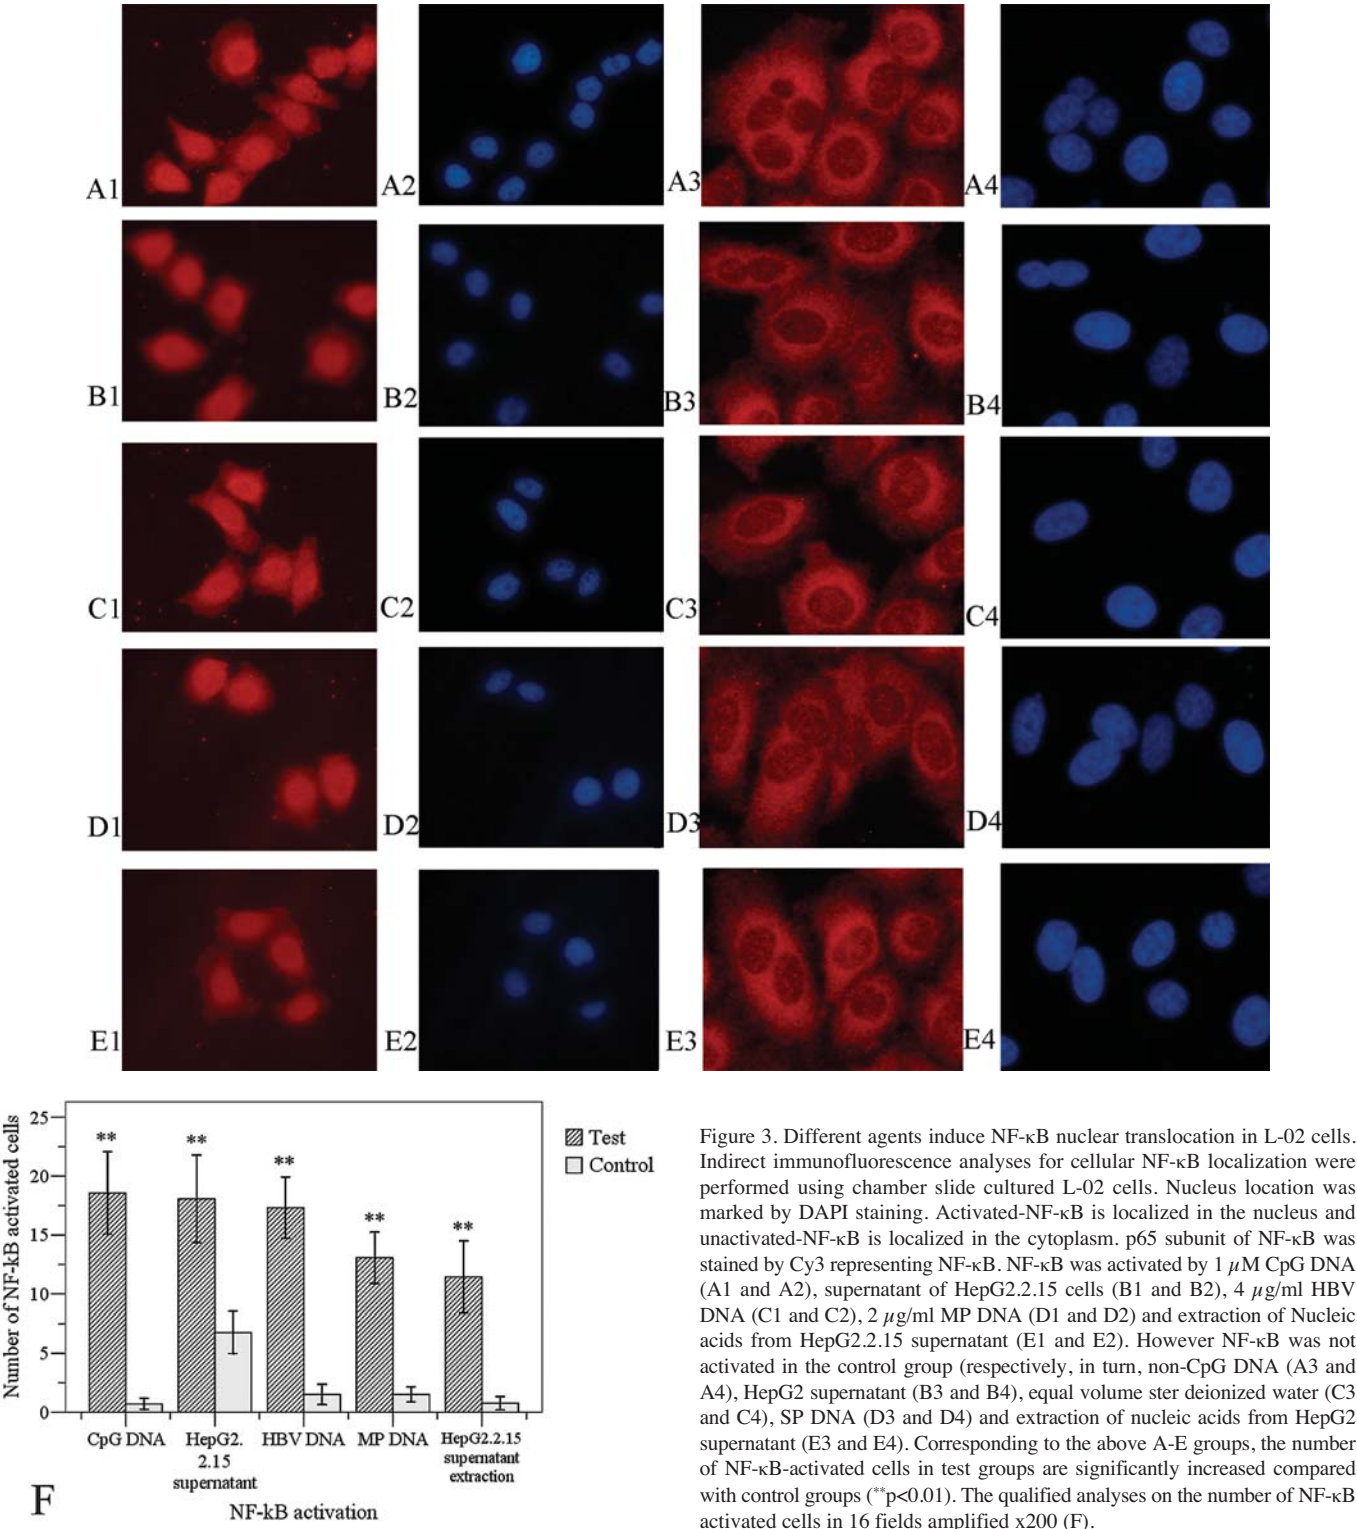 A1 A2 A3 A4
B1 B2 B3 B4
C1 C2 C3 C4
D1 D2 D3 D4
E1 E2 E3 E4
Number of NF-kB activated cells
25
20
15
10
5
0
** ** ** ** **
Test
Control
CpG DNA
HepG2.
2.15
supernatant
HBV DNA
MP DNA
HepG2.2.15
supernatant
extraction
NF-kB activation
F
Figure 3. Different agents induce NF-κB nuclear translocation in L-02 cells.
Indirect immunofluorescence analyses for cellular NF-κB localization were
performed using chamber slide cultured L-02 cells. Nucleus location was
marked by DAPI staining. Activated-NF-κB is localized in the nucleus and
unactivated-NF-κB is localized in the cytoplasm. p65 subunit of NF-κB was
stained by Cy3 representing NF-κB. NF-κB was activated by 1 μM CpG DNA
(A1 and A2), supernatant of HepG2.2.15 cells (B1 and B2), 4 μg/ml HBV
DNA (C1 and C2), 2 μg/ml MP DNA (D1 and D2) and extraction of Nucleic
acids from HepG2.2.15 supernatant (E1 and E2). However NF-κB was not
activated in the control group (respectively, in turn, non-CpG DNA (A3 and
A4), HepG2 supernatant (B3 and B4), equal volume ster deionized water (C3
and C4), SP DNA (D3 and D4) and extraction of nucleic acids from HepG2
supernatant (E3 and E4). Corresponding to the above A-E groups, the number
of NF-κB-activated cells in test groups are significantly increased compared
with control groups (**p<0.01). The qualified analyses on the number of NF-κB
activated cells in 16 fields amplified x200 (F).